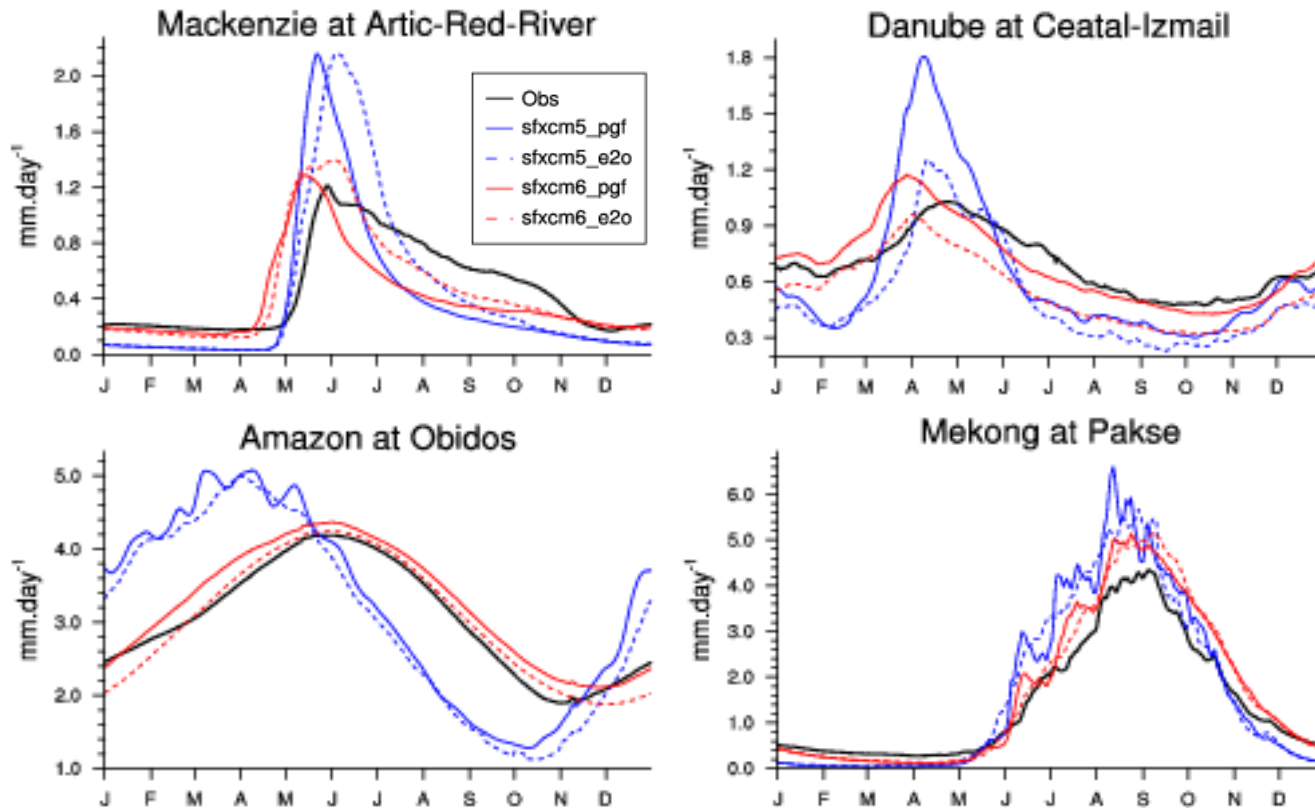 Mackenzie at Artic-Red-River
mm.day-1
2.0
1.6
1.2
0.8
0.4
0.0
J F M A M J J A S O N D
Obs
sfxcm5_pgf
sfxcm5_e2o
sfxcm6_pgf
sfxcm6_e2o
Danube at Ceatal-Izmail
mm.day-1
1.8
1.5
1.2
0.9
0.6
0.3
J F M A M J J A S O N D
Amazon at Obidos
mm.day-1
5.0
4.0
3.0
2.0
1.0
J F M A M J J A S O N D
Mekong at Pakse
mm.day-1
6.0
5.0
4.0
3.0
2.0
1.0
0.0
J F M A M J J A S O N D